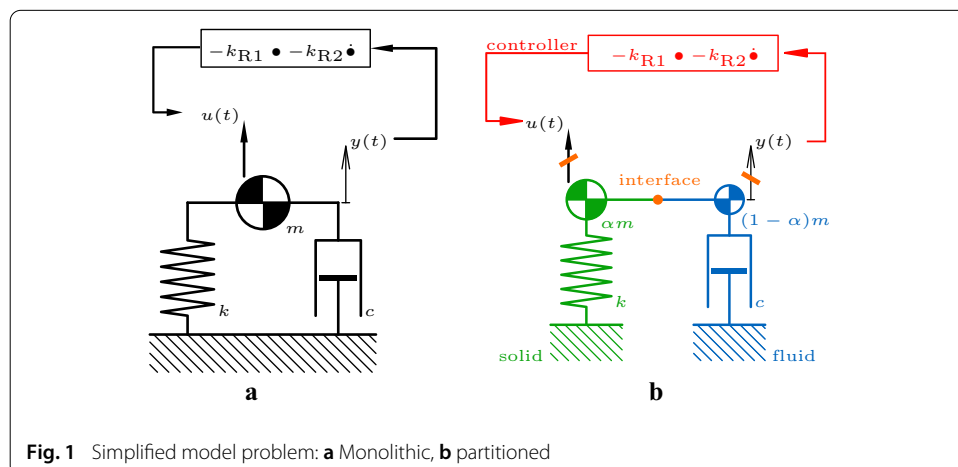 −k_R1 • −k_R2 •̇
u(t)
y(t)
m
k
c
a
controller
−k_R1 • −k_R2 •̇
u(t)
y(t)
interface
αm
(1 − α)m
k
c
solid
fluid
b
Fig. 1 Simplified model problem: a Monolithic, b partitioned